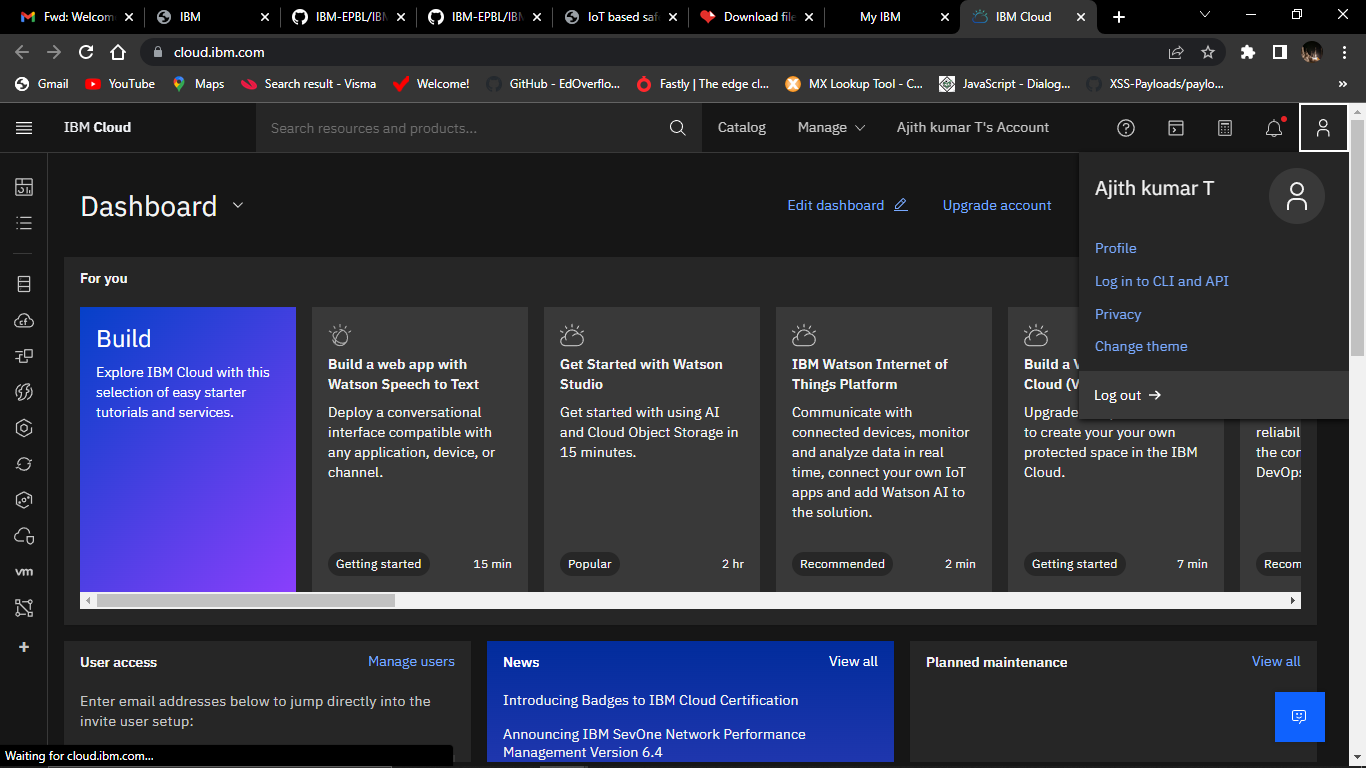 Fwd: Welcom
IBM
IBM-EPBL/IBM
IBM-EPBL/IBM
IoT based saf
Download file
My IBM
IBM Cloud
cloud.ibm.com
Gmail
YouTube
Maps
Search result - Visma
Welcome!
GitHub - EdOverflo...
Fastly | The edge cl...
MX Lookup Tool - C...
JavaScript - Dialog...
XSS-Payloads/paylo...
IBM Cloud
Search resources and products...
Catalog
Manage
Ajith kumar T's Account
Dashboard
Edit dashboard
Upgrade account
Ajith kumar T
Profile
Log in to CLI and API
Privacy
Change theme
Log out →
For you
Build
Explore IBM Cloud with this
selection of easy starter
tutorials and services.
Build a web app with
Watson Speech to Text
Deploy a conversational
interface compatible with
any application, device, or
channel.
Getting started
15 min
Get Started with Watson
Studio
Get started with using AI
and Cloud Object Storage in
15 minutes.
Popular
2 hr
IBM Watson Internet of
Things Platform
Communicate with
connected devices, monitor
and analyze data in real
time, connect your own IoT
apps and add Watson AI to
the solution.
Recommended
2 min
Build a V
Cloud (V
Upgrade
to create your your own
protected space in the IBM
Cloud.
Getting started
7 min
reliabil
the con
DevOps
Recom
cf
vm
User access
Manage users
Enter email addresses below to jump directly into the
invite user setup:
News
View all
Introducing Badges to IBM Cloud Certification
Announcing IBM SevOne Network Performance
Management Version 6.4
Planned maintenance
View all
Waiting for cloud.ibm.com...